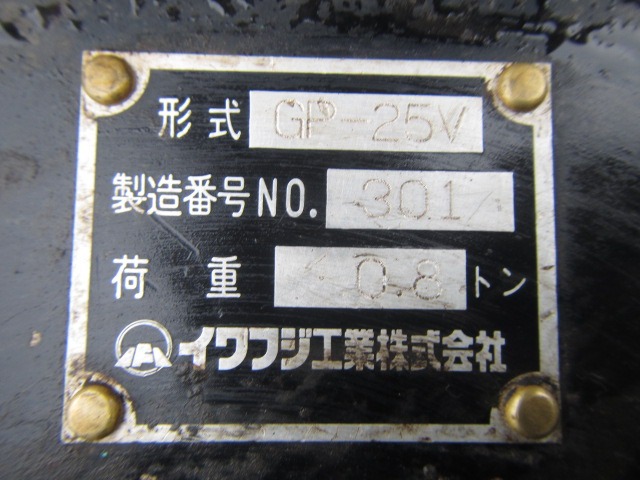 形式 GP-25V
製造番号NO. 301
荷重 0.8 トン
イワフジ工業株式会社